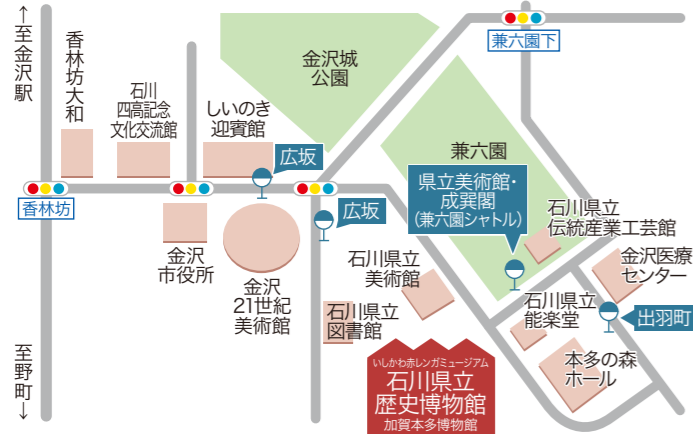 ←至金沢駅
香林坊大和
石川
四高記念
文化交流館
しいのき
迎賓館
金沢城
公園
兼六園下
兼六園
広坂
県立美術館・
成巽閣
(兼六園シャトル)
石川県立
伝統産業工芸館
香林坊
金沢
市役所
金沢
21世紀
美術館
広坂
石川県立
美術館
石川県立
図書館
石川県立
能楽堂
金沢医療
センター
出羽町
本多の森
ホール
至野町→
いしかわ赤レンガミュージアム
石川県立
歴史博物館
加賀本多博物館